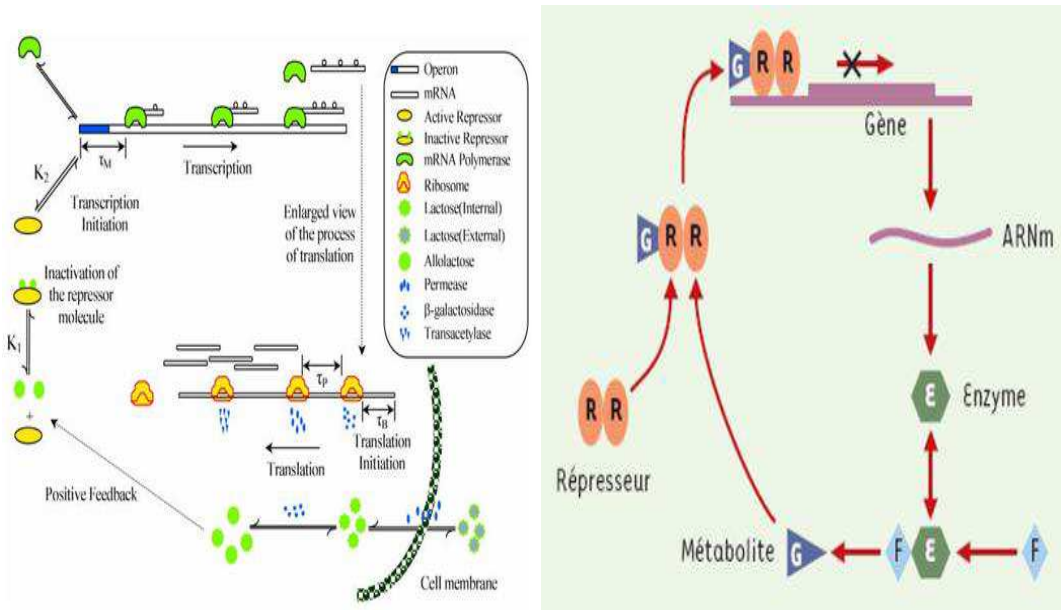 Operon
mRNA
Active Repressor
Inactive Repressor
mRNA Polymerase
Ribosome
Lactose(Internal)
Lactose(External)
Allolactose
Permease
β-galactosidase
Transacetylase
τM
Transcription
K2
Transcription
Initiation
Enlarged view
of the process
of translation
Inactivation of
the repressor
molecule
K1
+
τP
τB
Translation
Initiation
Translation
Positive Feedback
Cell membrane
G R R
Gène
G R R
ARNm
R R
Répresseur
ε Enzyme
Métabolite G F ε F